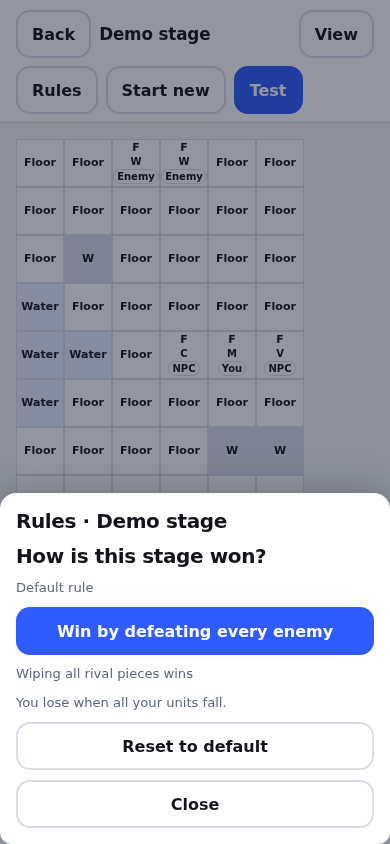 Back Demo stage View
Rules Start new Test
Floor Floor F W Enemy F W Enemy Floor Floor
Floor Floor Floor Floor Floor Floor
Floor W Floor Floor Floor Floor
Water Floor Floor Floor Floor Floor
Water Water Floor F C NPC F M You F V NPC
Water Floor Floor Floor Floor Floor
Floor Floor Floor Floor W W
Rules · Demo stage
How is this stage won?
Default rule
Win by defeating every enemy
Wiping all rival pieces wins
You lose when all your units fall.
Reset to default
Close